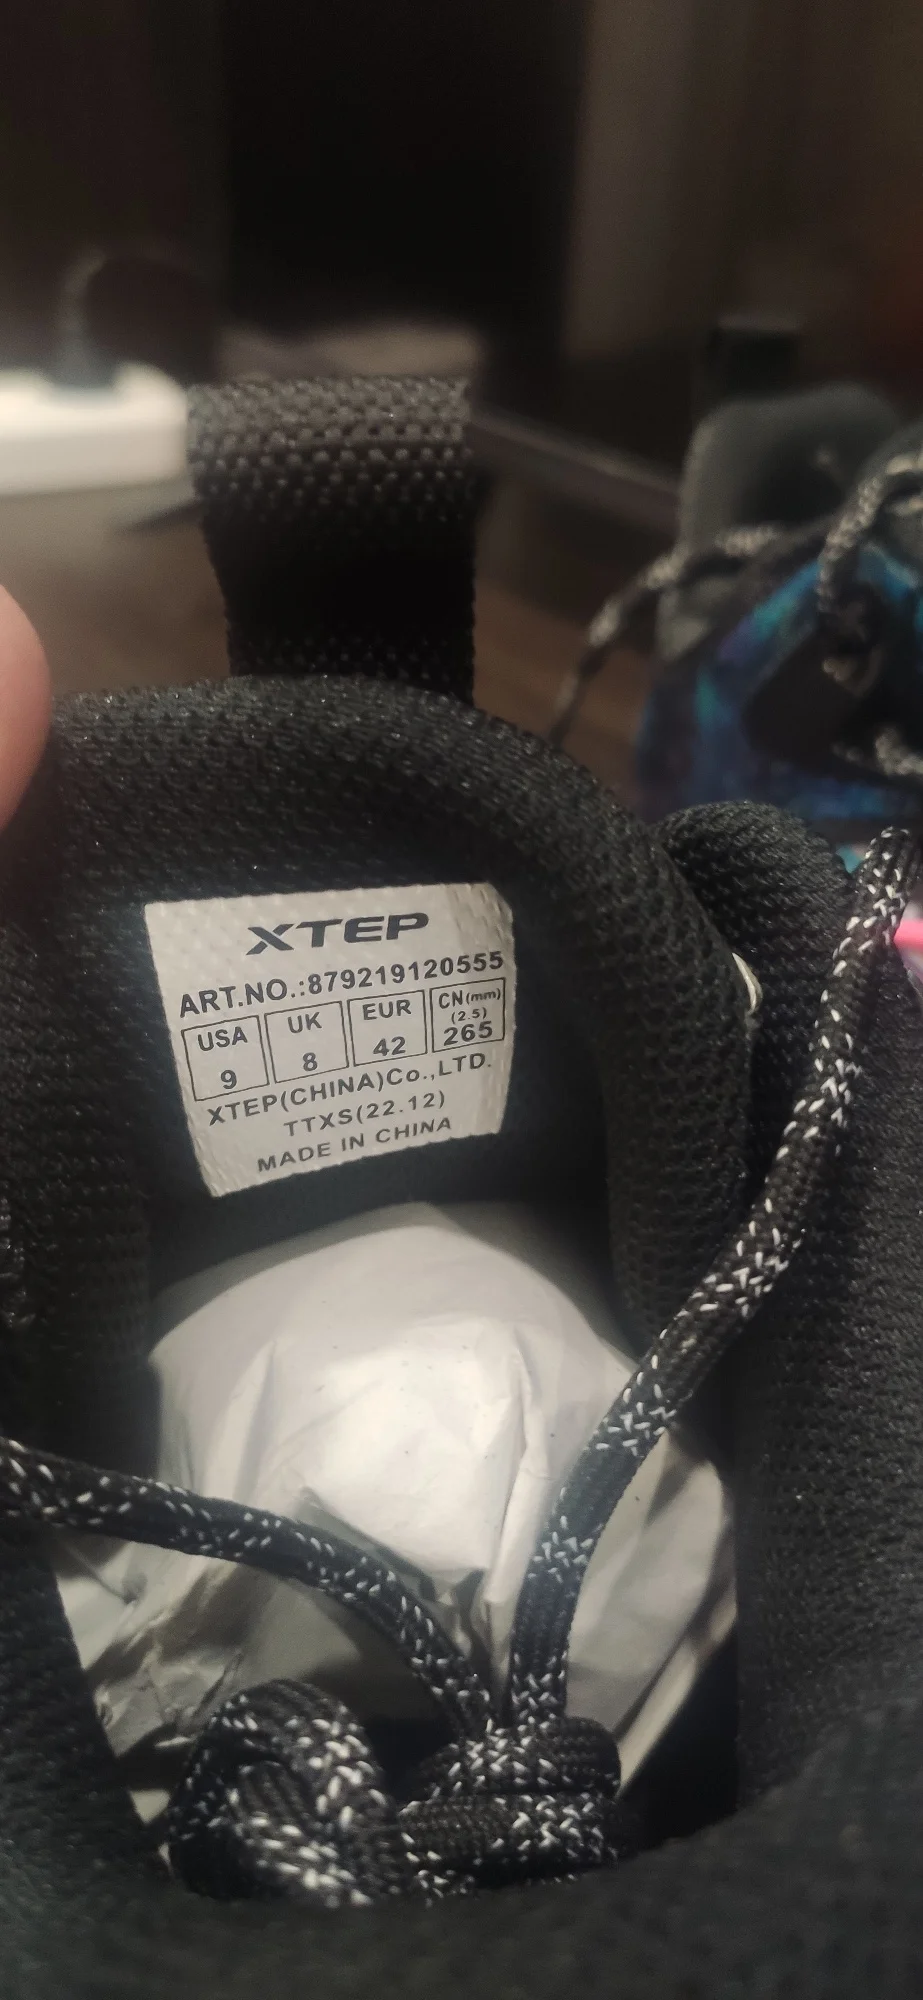 XTEP
ART.NO.:879219120555
USA UK EUR CN(mm)
(2.5)
9 8 42 265
XTEP(CHINA)Co.,LTD.
TTXS(22.12)
MADE IN CHINA